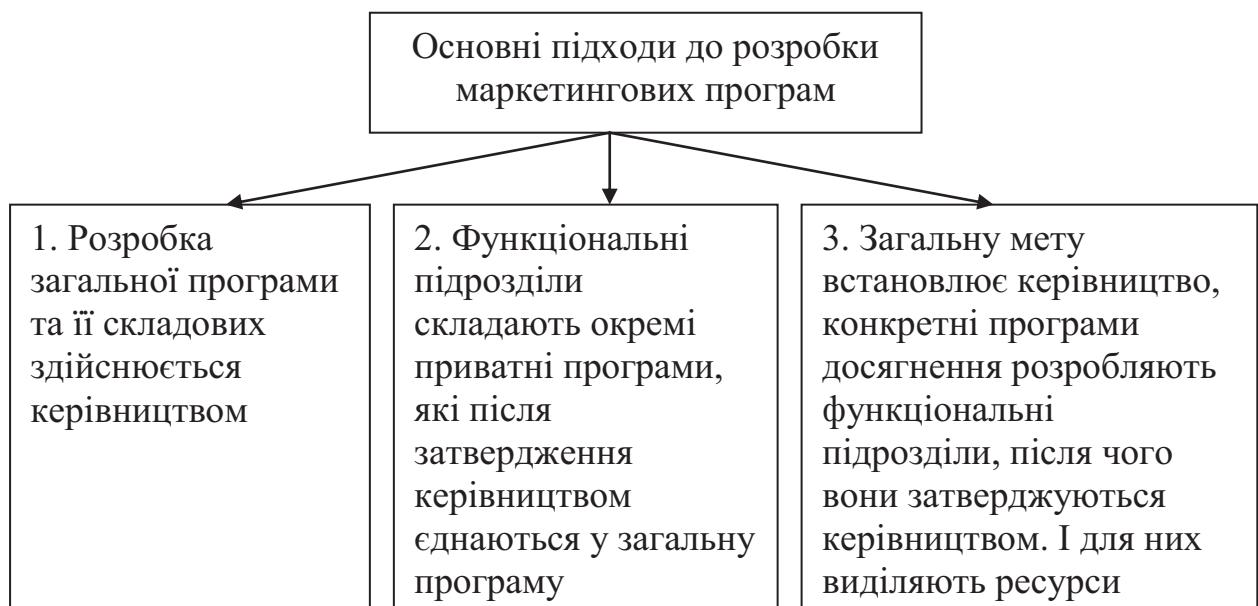 Основні підходи до розробки
маркетингових програм
1. Розробка
загальної програми
та її складових
здійснюється
керівництвом
2. Функціональні
підрозділи
складають окремі
приватні програми,
які після
затвердження
керівництвом
єднаються у загальну
програму
3. Загальну мету
встановлює керівництво,
конкретні програми
досягнення розробляють
функціональні
підрозділи, після чого
вони затверджуються
керівництвом. І для них
виділяють ресурси